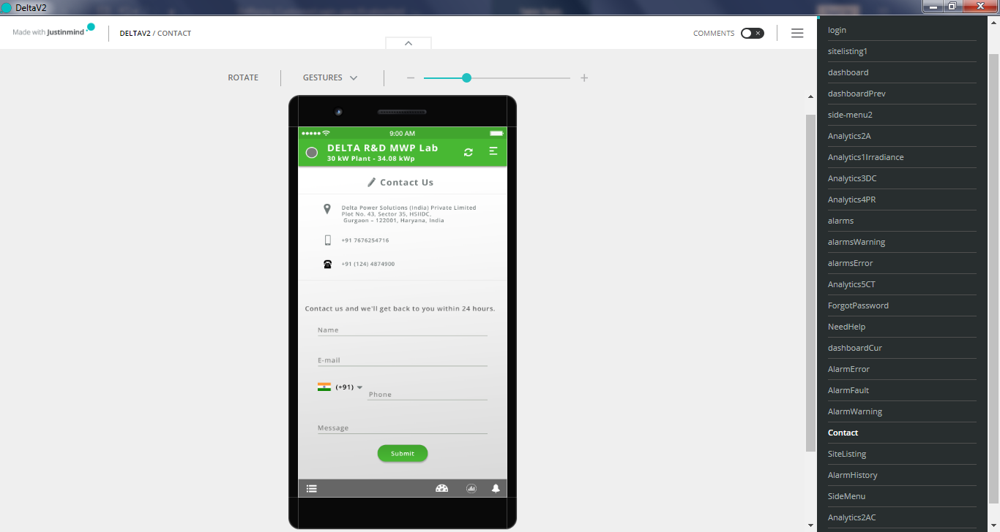 DeltaV2
Made with Justinmind
DELTAV2 / CONTACT
COMMENTS
ROTATE
GESTURES
9:00 AM
DELTA R&D MWP Lab
30 kW Plant - 34.08 kWp
Contact Us
Delta Power Solutions (India) Private Limited
Plot No. 43, Sector 35, HSIIDC,
Gurgaon – 122001, Haryana, India
+91 7676254716
+91 (124) 4874900
Contact us and we'll get back to you within 24 hours.
Name
E-mail
(+91)
Phone
Message
Submit
login
sitelisting1
dashboard
dashboardPrev
side-menu2
Analytics2A
Analytics1Irradiance
Analytics3DC
Analytics4PR
alarms
alarmsWarning
alarmsError
Analytics5CT
ForgotPassword
NeedHelp
dashboardCur
AlarmError
AlarmFault
AlarmWarning
Contact
SiteListing
AlarmHistory
SideMenu
Analytics2AC